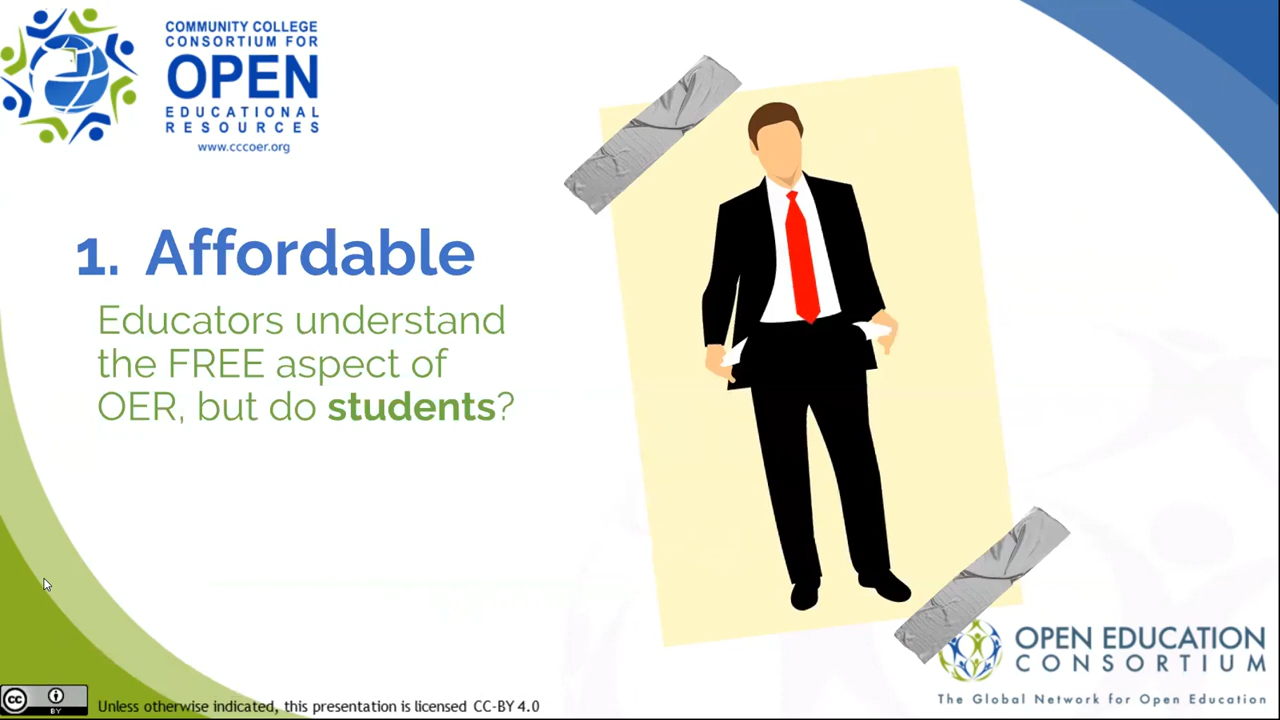 COMMUNITY COLLEGE
CONSORTIUM FOR
OPEN
EDUCATIONAL
RESOURCES
www.cccoer.org
1. Affordable
Educators understand
the FREE aspect of
OER, but do students?
OPEN EDUCATION
CONSORTIUM
The Global Network for Open Education
cc
BY
Unless otherwise indicated, this presentation is licensed CC-BY 4.0